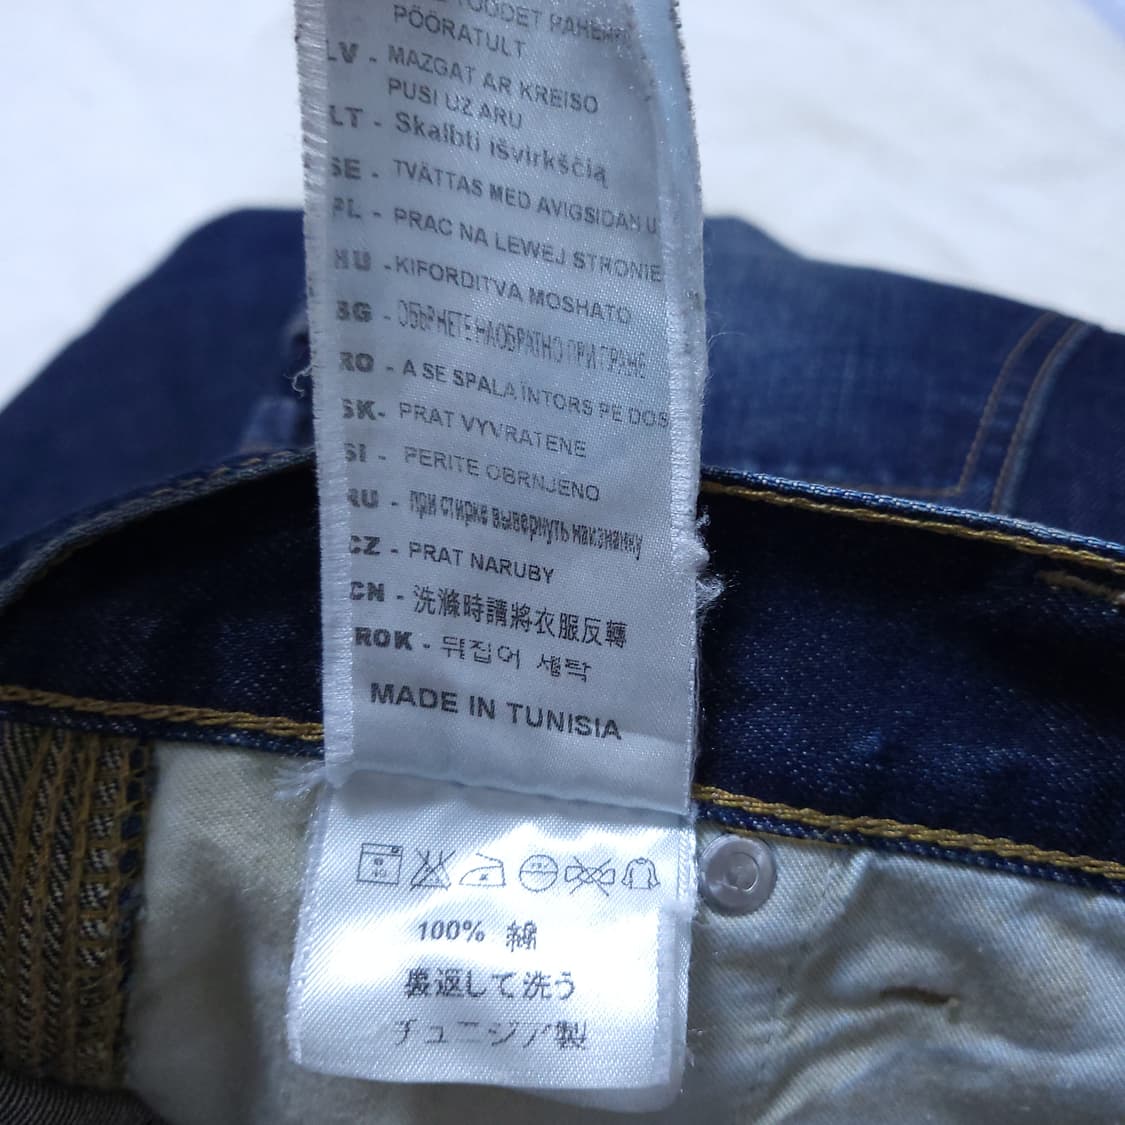 TOODET PAHEM
PÖÖRATULT
LV - MAZGAT AR KREISO
PUSI UZ ARU
LT - Skalbti išvirkščią
SE - TVÄTTAS MED AVIGSIDAN U
PL - PRAC NA LEWEJ STRONIE
HU - KIFORDITVA MOSHATO
BG - ОБЪРНЕТЕ НАОБРАТНО ПРИ ПРАНЕ
RO - A SE SPALA ÎNTORS PE DOS
SK- PRAT VYVRATENE
SI - PERITE OBRNJENO
RU - при стирке вывернуть наизнанку
CZ - PRAT NARUBY
CN - 洗滌時請將衣服反轉
ROK - 뒤집어 세탁
MADE IN TUNISIA
100% 綿
裏返して洗う
チュニジア製